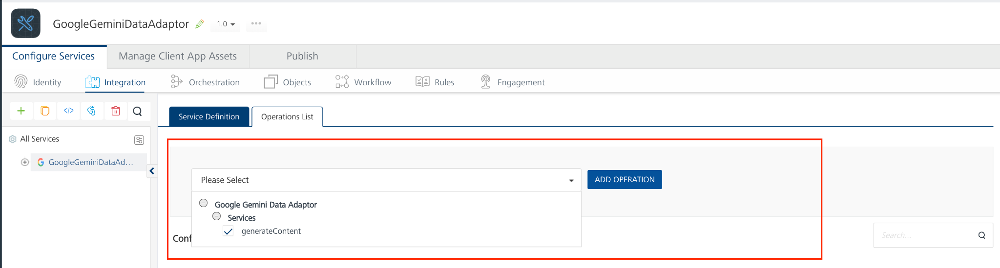 GoogleGeminiDataAdaptor 1.0
Configure Services Manage Client App Assets Publish
Identity Integration Orchestration Objects Workflow Rules Engagement
Service Definition Operations List
All Services
GoogleGeminiDataAd...
Please Select ADD OPERATION
Google Gemini Data Adaptor
Services
generateContent
Conf
Search...